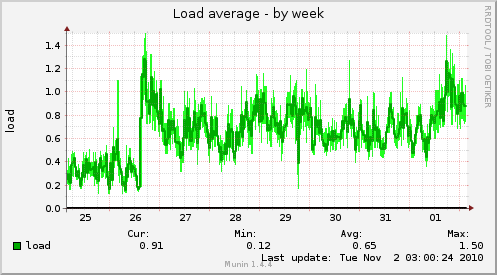 Load average - by week
RRDTOOL / TOBI OETIKER
load
1.4
1.2
1.0
0.8
0.6
0.4
0.2
0.0
25 26 27 28 29 30 31 01
Cur: Min: Avg: Max:
load 0.91 0.12 0.65 1.50
Last update: Tue Nov 2 03:00:24 2010
Munin 1.4.4